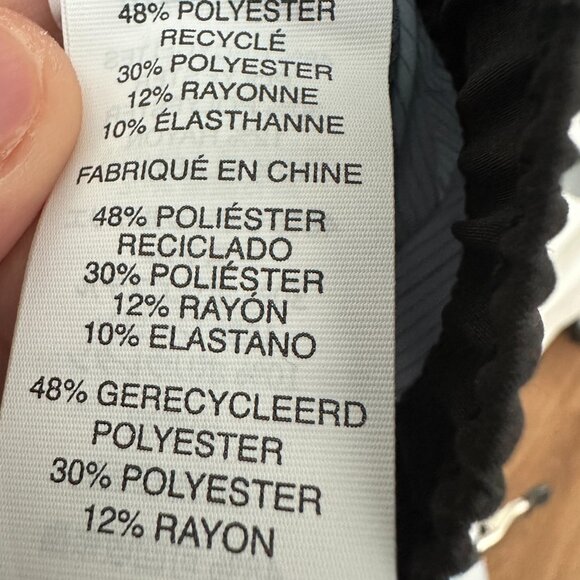 48% POLYESTER
RECYCLÉ
30% POLYESTER
12% RAYONNE
10% ÉLASTHANNE
FABRIQUÉ EN CHINE
48% POLIÉSTER
RECICLADO
30% POLIÉSTER
12% RAYÓN
10% ELASTANO
48% GERECYCLEERD
POLYESTER
30% POLYESTER
12% RAYON